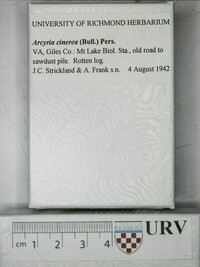 UNIVERSITY OF RICHMOND HERBARIUM
Arcyria cinerea (Bull.) Pers.
VA, Giles Co.: Mt Lake Biol. Sta., old road to
sawdust pile. Rotten log.
J.C. Strickland & A. Frank s.n. 4 August 1942
cm 1 2 3 4
URV